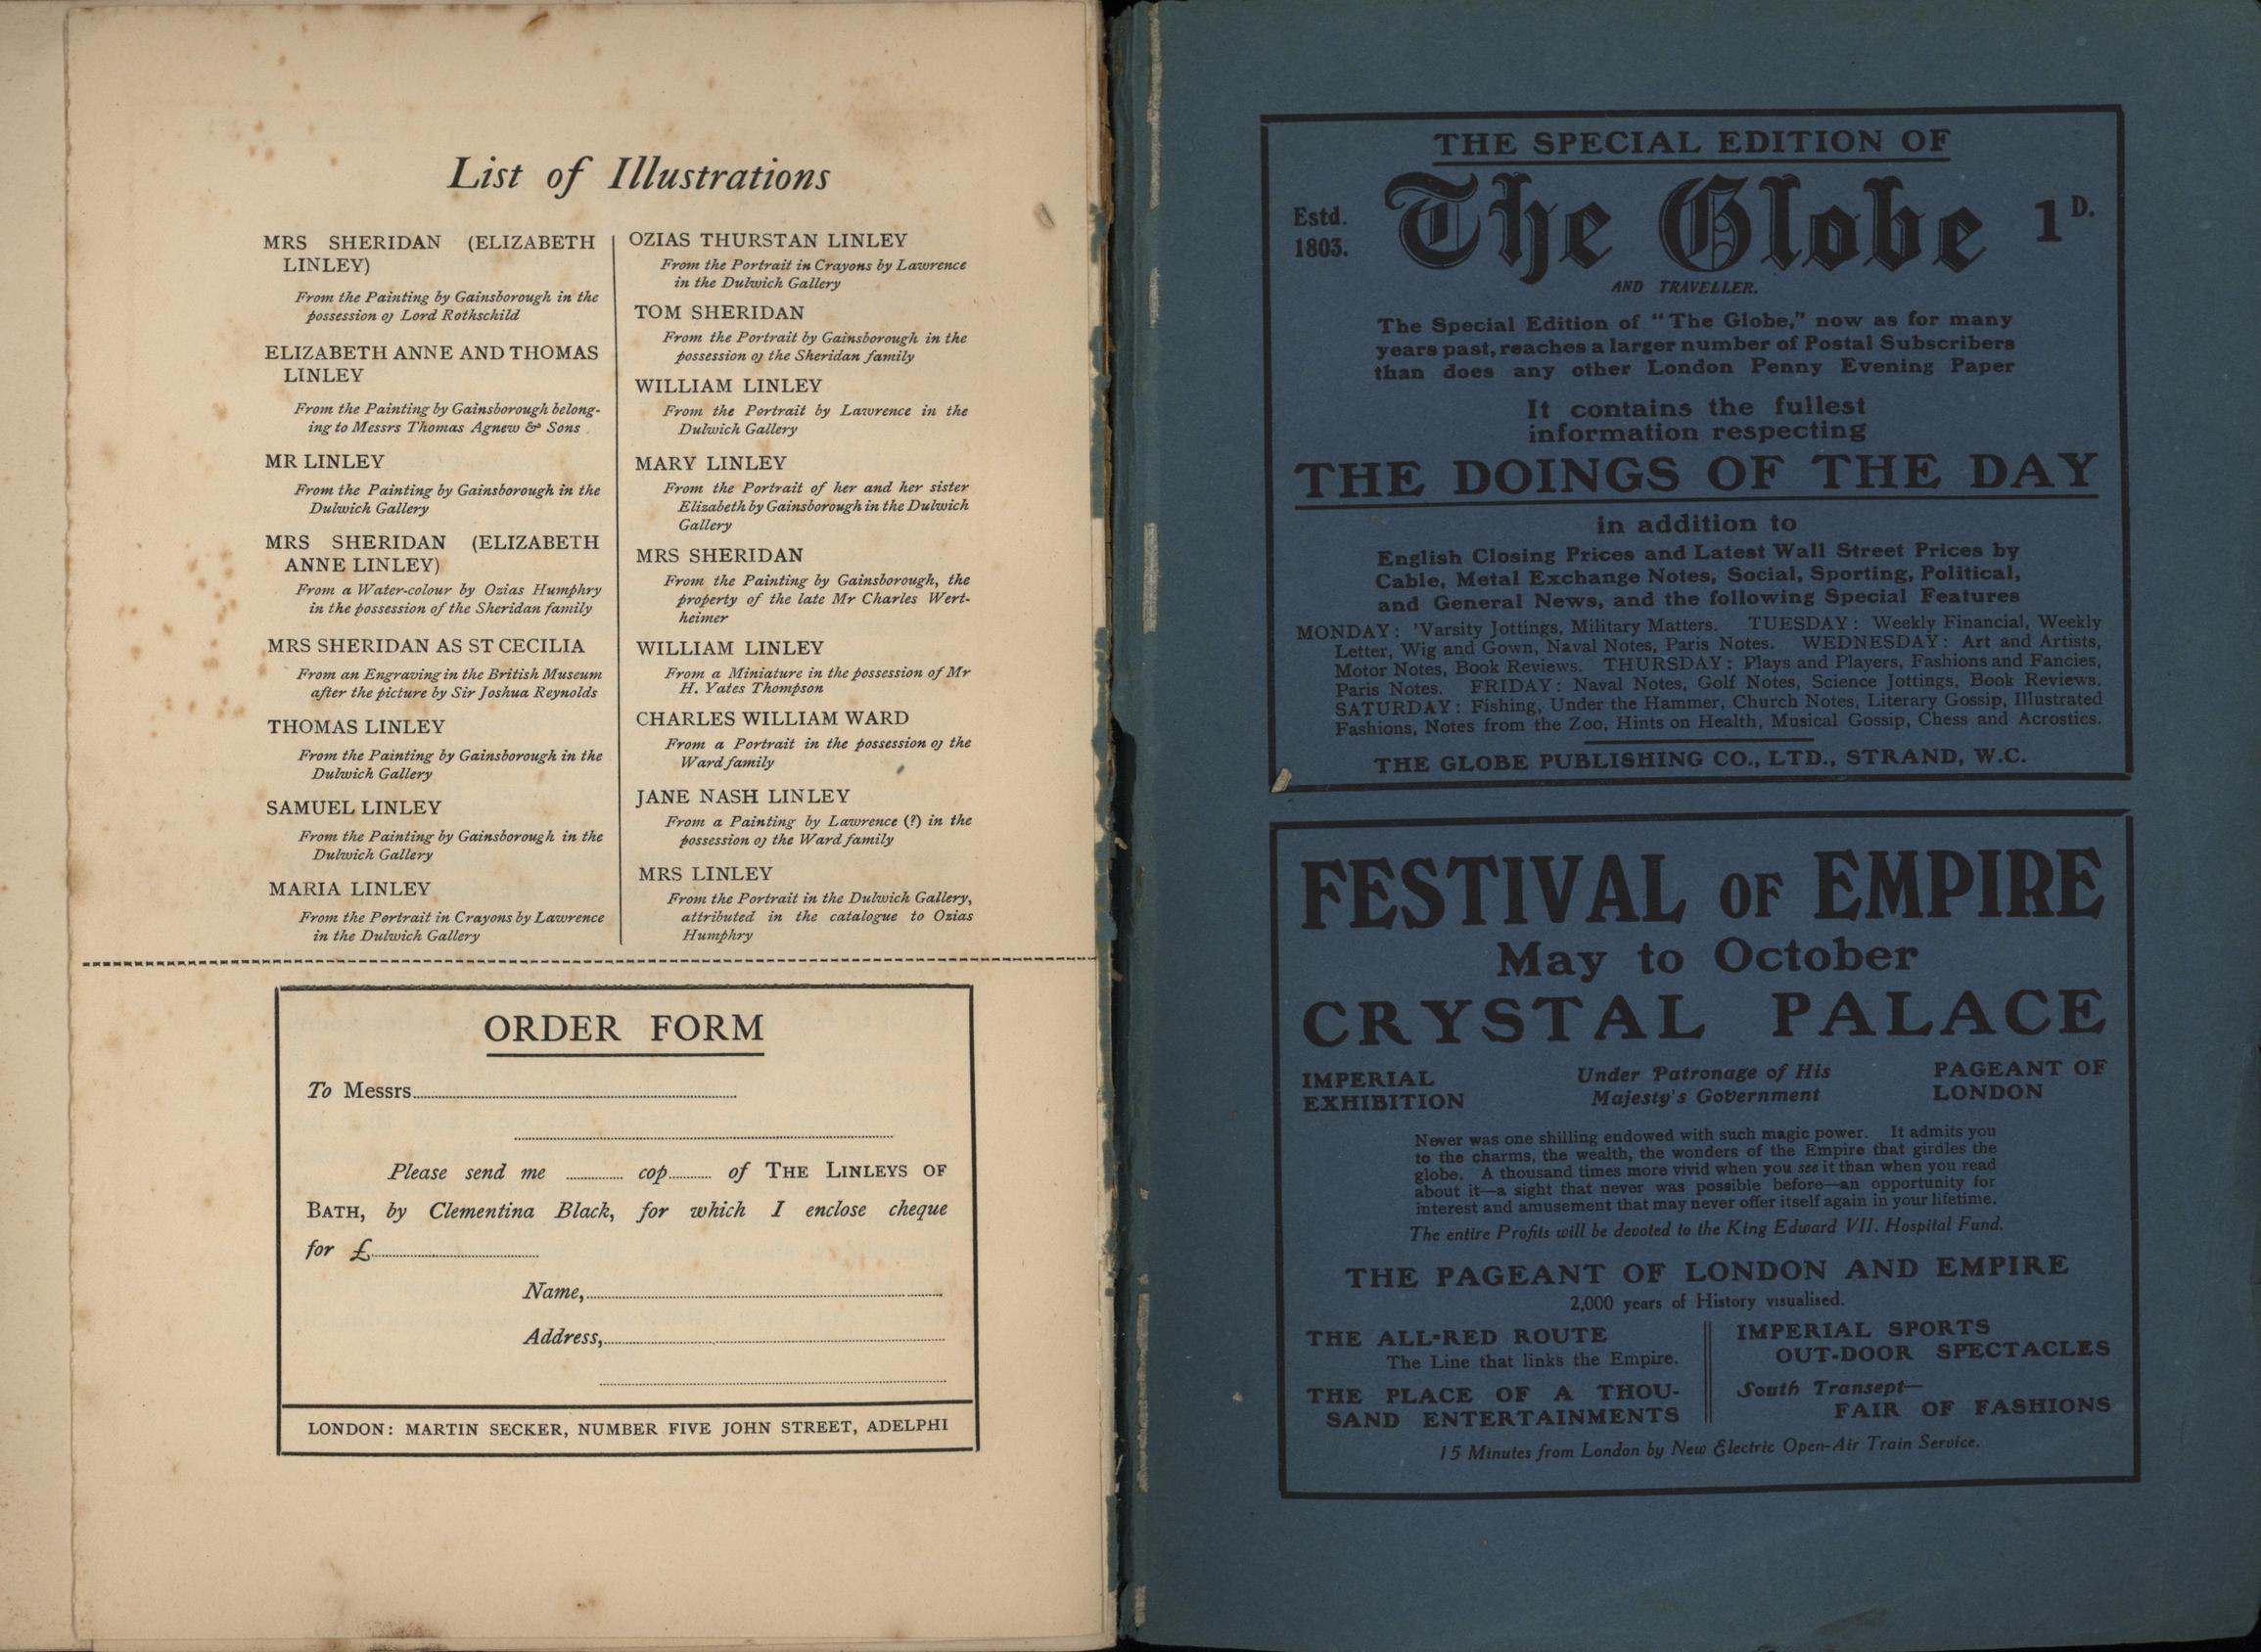 List of Illustrations
MRS SHERIDAN (ELIZABETH
LINLEY)
From the Painting by Gainsborough in the
possession of Lord Rothschild
ELIZABETH ANNE AND THOMAS
LINLEY
From the Painting by Gainsborough belong-
ing to Messrs Thomas Agnew & Sons
MR LINLEY
From the Painting by Gainsborough in the
Dulwich Gallery
MRS SHERIDAN (ELIZABETH
ANNE LINLEY)
From a Water-colour by Ozias Humphry
in the possession of the Sheridan family
MRS SHERIDAN AS ST CECILIA
From an Engraving in the British Museum
after the picture by Sir Joshua Reynolds
THOMAS LINLEY
From the Painting by Gainsborough in the
Dulwich Gallery
SAMUEL LINLEY
From the Painting by Gainsborough in the
Dulwich Gallery
MARIA LINLEY
From the Portrait in Crayons by Lawrence
in the Dulwich Gallery
OZIAS THURSTAN LINLEY
From the Portrait in Crayons by Lawrence
in the Dulwich Gallery
TOM SHERIDAN
From the Portrait by Gainsborough in the
possession of the Sheridan family
WILLIAM LINLEY
From the Portrait by Lawrence in the
Dulwich Gallery
MARY LINLEY
From the Portrait of her and her sister
Elizabeth by Gainsborough in the Dulwich
Gallery
MRS SHERIDAN
From the Painting by Gainsborough, the
property of the late Mr Charles Wert-
heimer
WILLIAM LINLEY
From a Miniature in the possession of Mr
H. Yates Thompson
CHARLES WILLIAM WARD
From a Portrait in the possession of the
Ward family
JANE NASH LINLEY
From a Painting by Lawrence (?) in the
possession of the Ward family
MRS LINLEY
From the Portrait in the Dulwich Gallery,
attributed in the catalogue to Ozias
Humphry
ORDER FORM
To Messrs
Please send me cop of THE LINLEYS OF
BATH, by Clementina Black, for which I enclose cheque
for £
Name,
Address,
LONDON: MARTIN SECKER, NUMBER FIVE JOHN STREET, ADELPHI
THE SPECIAL EDITION OF
Estd. 1803. The Globe 1D.
AND TRAVELLER.
The Special Edition of "The Globe," now as for many
years past, reaches a larger number of Postal Subscribers
than does any other London Penny Evening Paper
It contains the fullest
information respecting
THE DOINGS OF THE DAY
in addition to
English Closing Prices and Latest Wall Street Prices by
Cable, Metal Exchange Notes, Social, Sporting, Political,
and General News, and the following Special Features
MONDAY: 'Varsity Jottings, Military Matters. TUESDAY: Weekly Financial, Weekly
Letter, Wig and Gown, Naval Notes, Paris Notes. WEDNESDAY: Art and Artists,
Motor Notes, Book Reviews. THURSDAY: Plays and Players, Fashions and Fancies,
Paris Notes. FRIDAY: Naval Notes, Golf Notes, Science Jottings, Book Reviews.
SATURDAY: Fishing, Under the Hammer, Church Notes, Literary Gossip, Illustrated
Fashions, Notes from the Zoo, Hints on Health, Musical Gossip, Chess and Acrostics.
THE GLOBE PUBLISHING CO., LTD., STRAND, W.C.
FESTIVAL OF EMPIRE
May to October
CRYSTAL PALACE
IMPERIAL
EXHIBITION
Under Patronage of His
Majesty's Government
PAGEANT OF
LONDON
Never was one shilling endowed with such magic power. It admits you
to the charms, the wealth, the wonders of the Empire that girdles the
globe. A thousand times more vivid when you see it than when you read
about it—a sight that never was possible before—an opportunity for
interest and amusement that may never offer itself again in your lifetime.
The entire Profits will be devoted to the King Edward VII. Hospital Fund.
THE PAGEANT OF LONDON AND EMPIRE
2,000 years of History visualised.
THE ALL-RED ROUTE
The Line that links the Empire.
THE PLACE OF A THOU-
SAND ENTERTAINMENTS
IMPERIAL SPORTS
OUT-DOOR SPECTACLES
South Transept—
FAIR OF FASHIONS
15 Minutes from London by New Electric Open-Air Train Service.